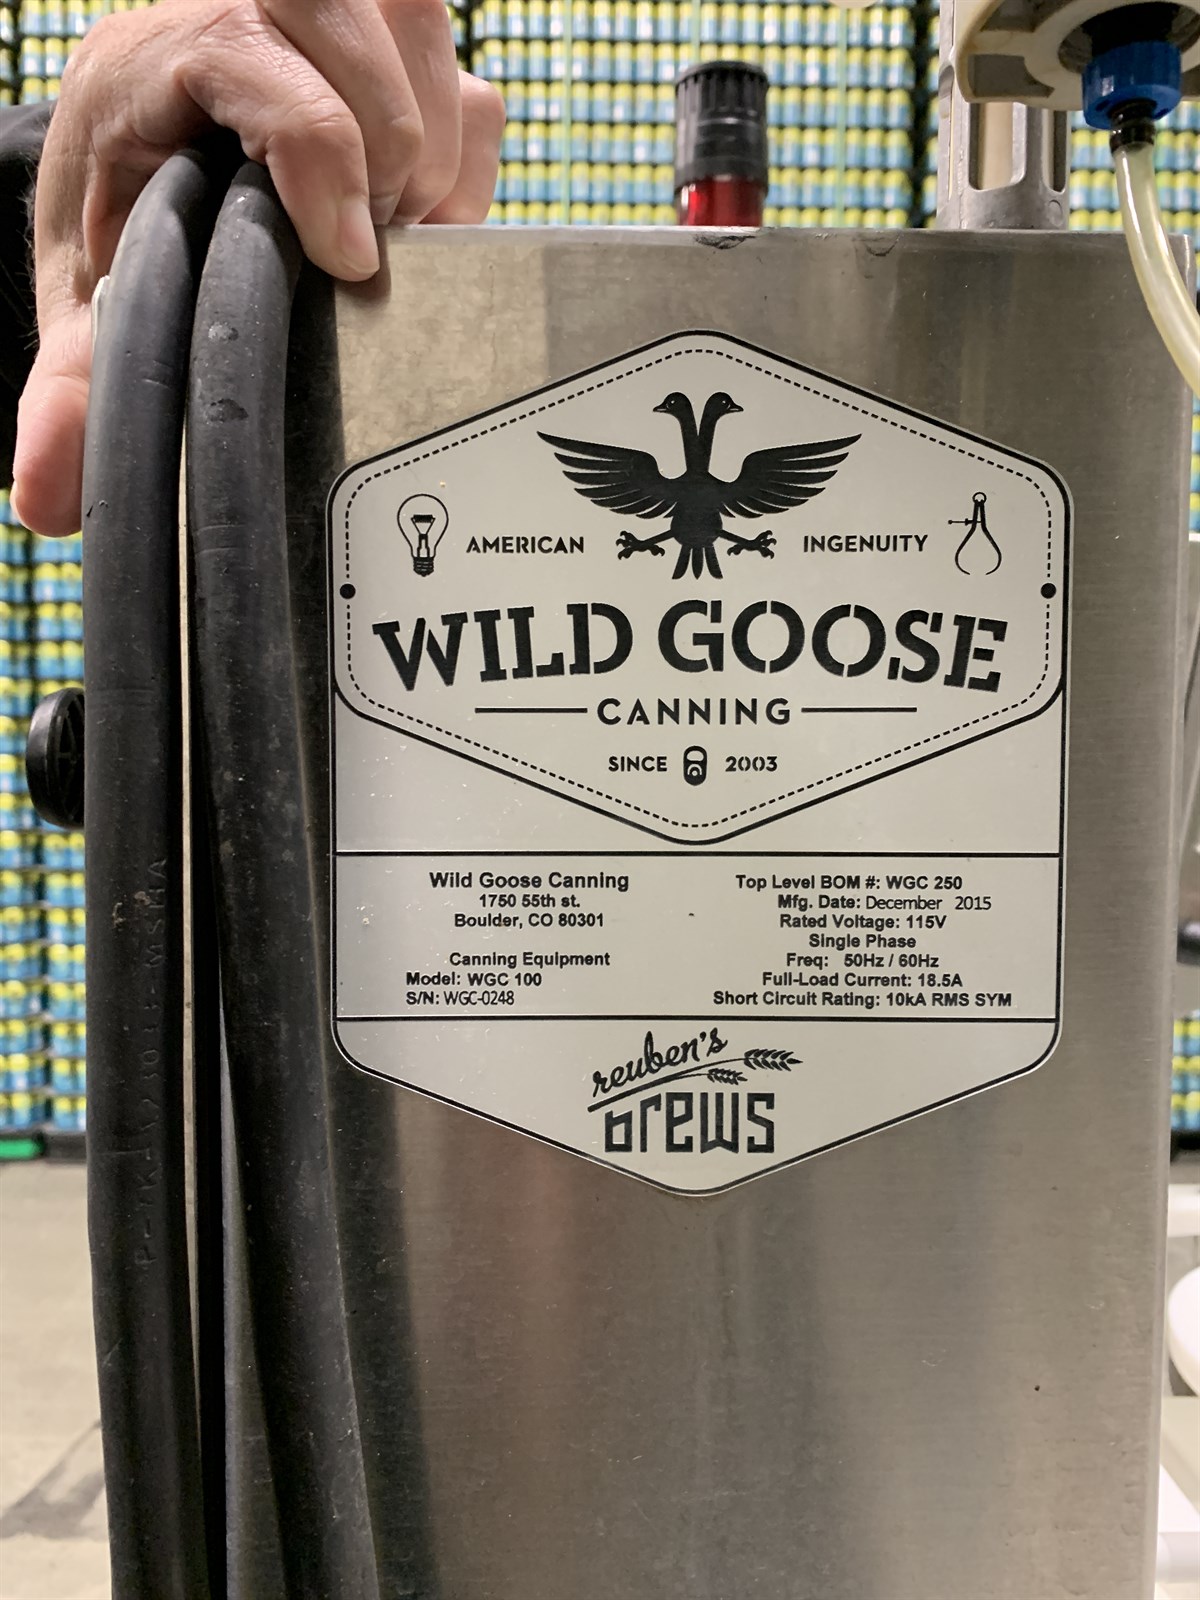 AMERICAN INGENUITY
WILD GOOSE
CANNING
SINCE 2003
Wild Goose Canning
1750 55th st.
Boulder, CO 80301
Canning Equipment
Model: WGC 100
S/N: WGC-0248
Top Level BOM #: WGC 250
Mfg. Date: December 2015
Rated Voltage: 115V
Single Phase
Freq: 50Hz / 60Hz
Full-Load Current: 18.5A
Short Circuit Rating: 10kA RMS SYM
reuben's
brews